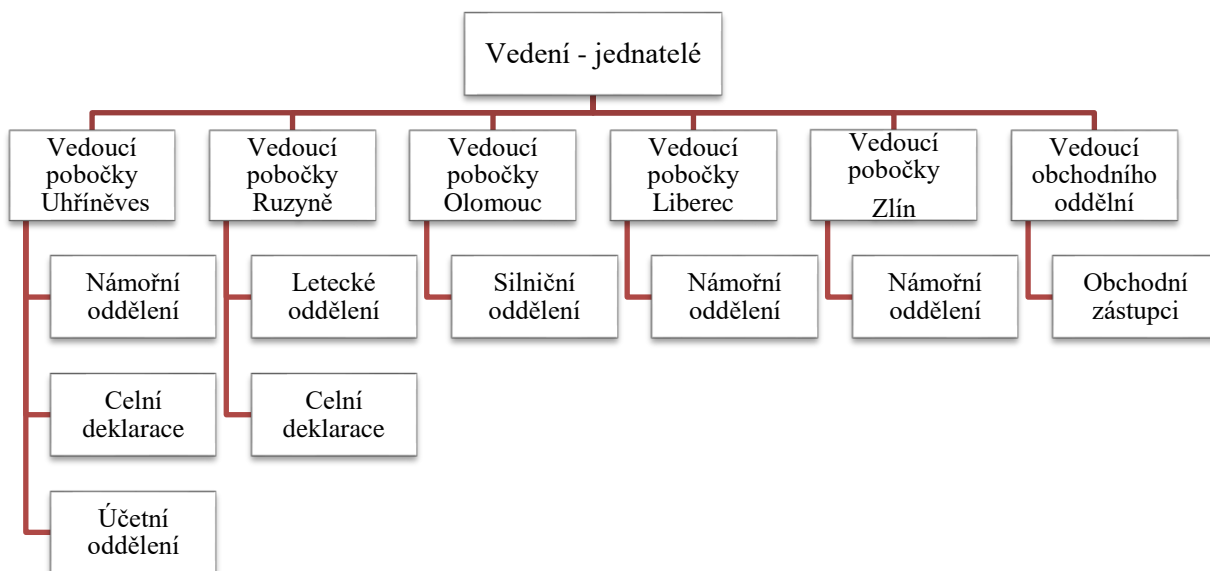 Vedení - jednatelé
Vedoucí
pobočky
Uhříněves
Vedoucí
pobočky
Ruzyně
Vedoucí
pobočky
Olomouc
Vedoucí
pobočky
Liberec
Vedoucí
pobočky
Zlín
Vedoucí
obchodního
oddělní
Námořní
oddělení
Letecké
oddělení
Silniční
oddělení
Námořní
oddělení
Námořní
oddělení
Obchodní
zástupci
Celní
deklarace
Celní
deklarace
Účetní
oddělení